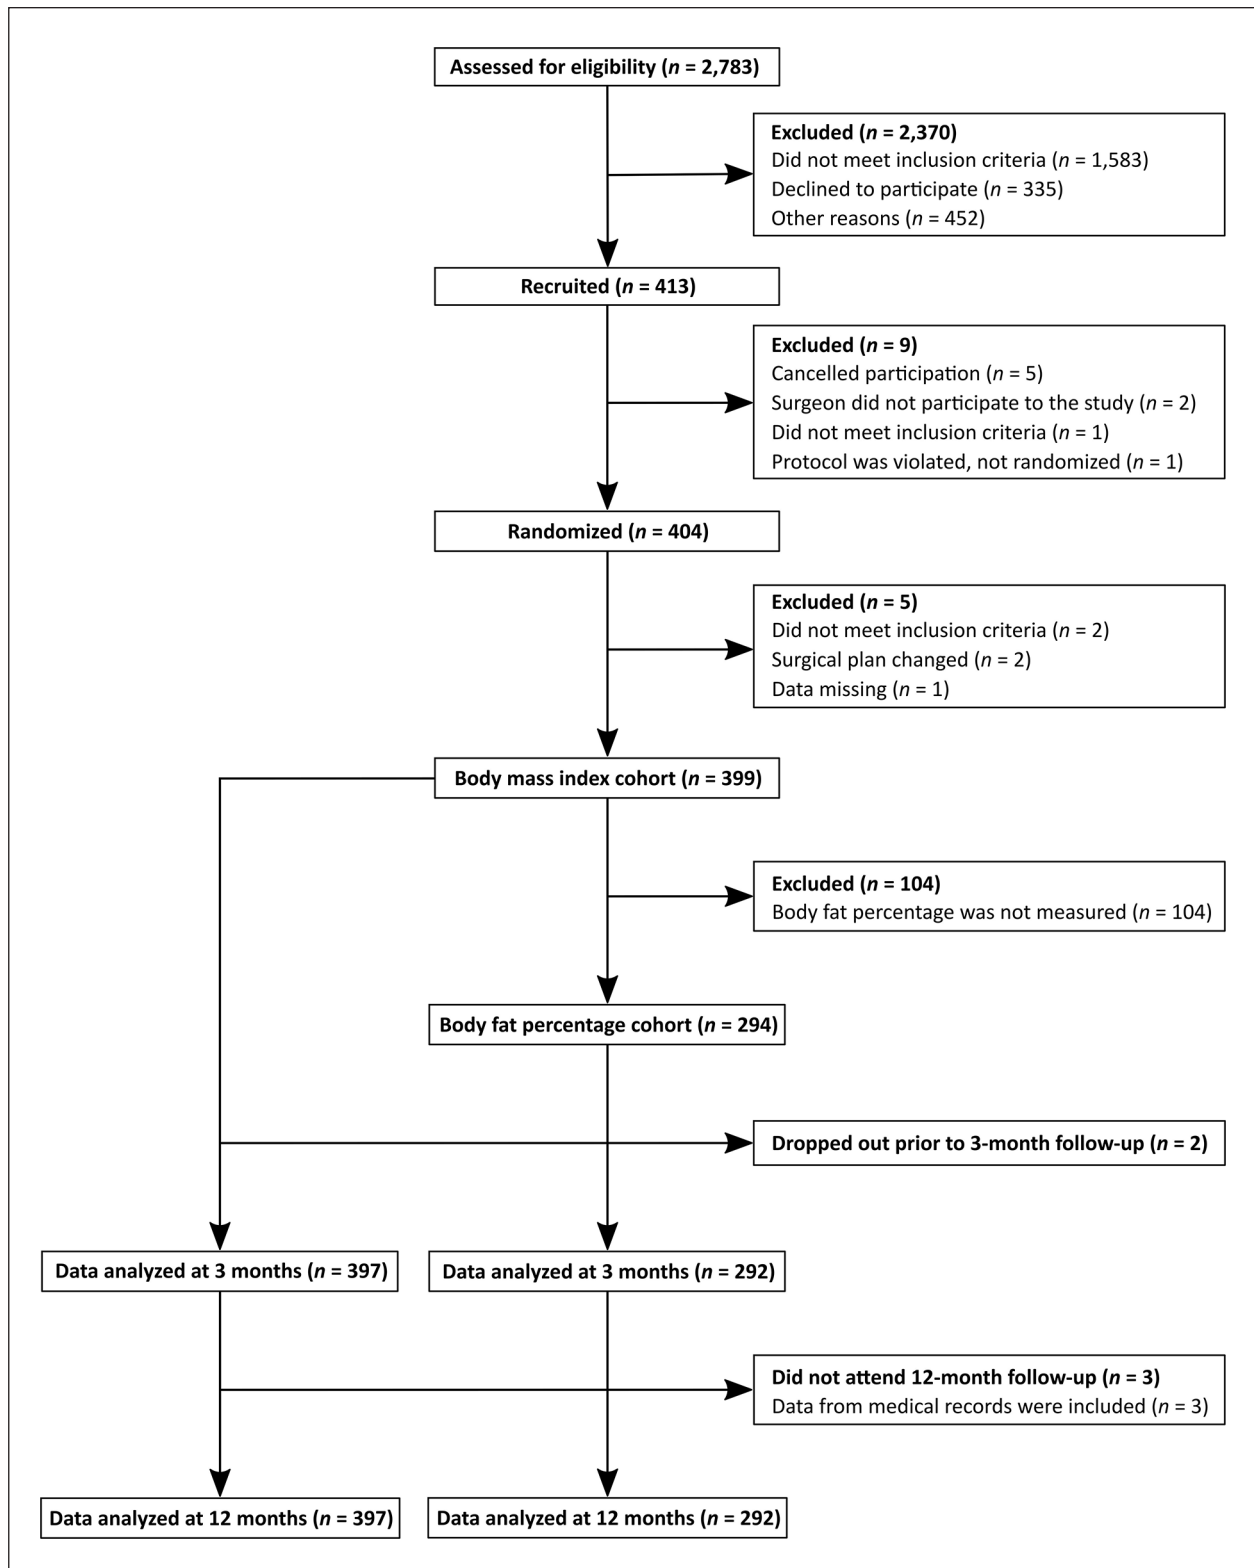 Assessed for eligibility (n = 2,783)
Excluded (n = 2,370)
Did not meet inclusion criteria (n = 1,583)
Declined to participate (n = 335)
Other reasons (n = 452)
Recruited (n = 413)
Excluded (n = 9)
Cancelled participation (n = 5)
Surgeon did not participate to the study (n = 2)
Did not meet inclusion criteria (n = 1)
Protocol was violated, not randomized (n = 1)
Randomized (n = 404)
Excluded (n = 5)
Did not meet inclusion criteria (n = 2)
Surgical plan changed (n = 2)
Data missing (n = 1)
Body mass index cohort (n = 399)
Excluded (n = 104)
Body fat percentage was not measured (n = 104)
Body fat percentage cohort (n = 294)
Dropped out prior to 3-month follow-up (n = 2)
Data analyzed at 3 months (n = 397)
Data analyzed at 3 months (n = 292)
Did not attend 12-month follow-up (n = 3)
Data from medical records were included (n = 3)
Data analyzed at 12 months (n = 397)
Data analyzed at 12 months (n = 292)